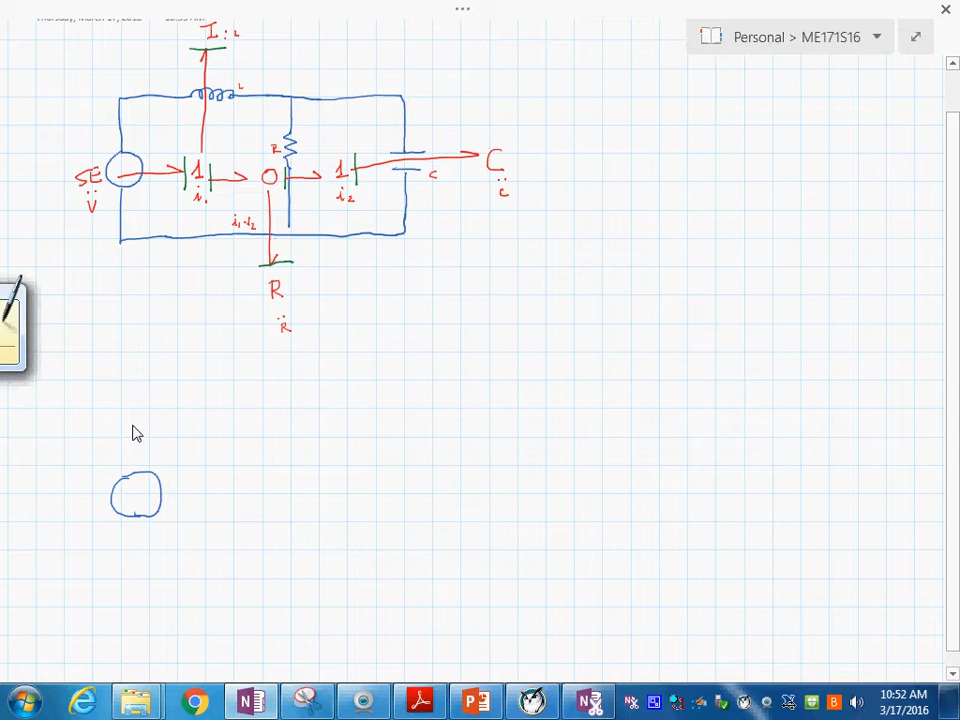 I:L
Personal > ME171S16
L
R
SE
1
0
1
C
:
V
i₁
i₂
C
:
C
i₁-i₂
R
:
R
10:52 AM
3/17/2016